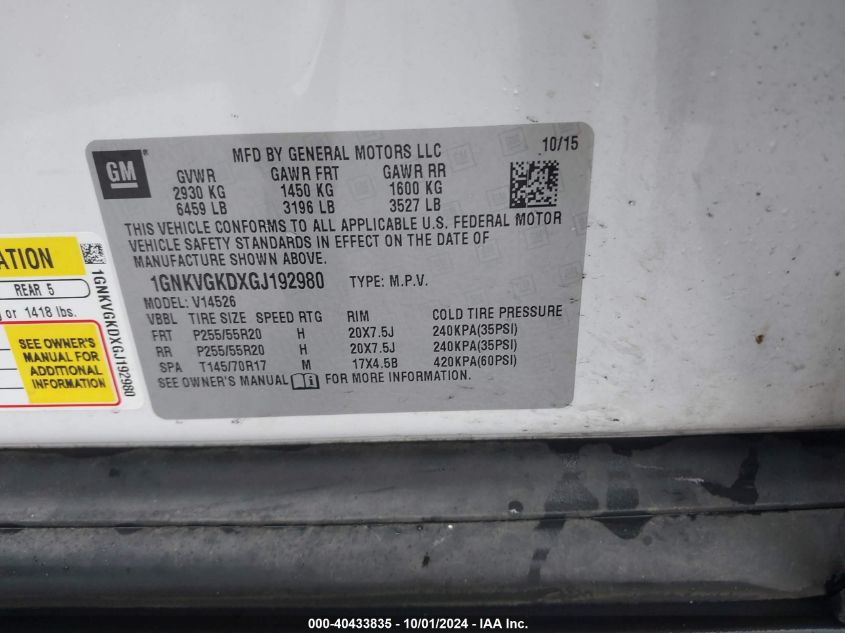 GM
MFD BY GENERAL MOTORS LLC 10/15
GVWR GAWR FRT GAWR RR
2930 KG 1450 KG 1600 KG
6459 LB 3196 LB 3527 LB
THIS VEHICLE CONFORMS TO ALL APPLICABLE U.S. FEDERAL MOTOR
VEHICLE SAFETY STANDARDS IN EFFECT ON THE DATE OF
MANUFACTURE SHOWN ABOVE.
1GNKVGKDXGJ192980 TYPE: M.P.V.
MODEL: V14526
VBBL TIRE SIZE SPEED RTG RIM COLD TIRE PRESSURE
FRT P255/55R20 H 20X7.5J 240KPA(35PSI)
RR P255/55R20 H 20X7.5J 240KPA(35PSI)
SPA T145/70R17 M 17X4.5B 420KPA(60PSI)
SEE OWNER'S MANUAL FOR MORE INFORMATION.
ATION
REAR 5
or 1418 lbs.
SEE OWNER'S
MANUAL FOR
ADDITIONAL
INFORMATION
1GNKVGKDXGJ192980
000-40433835 - 10/01/2024 - IAA Inc.